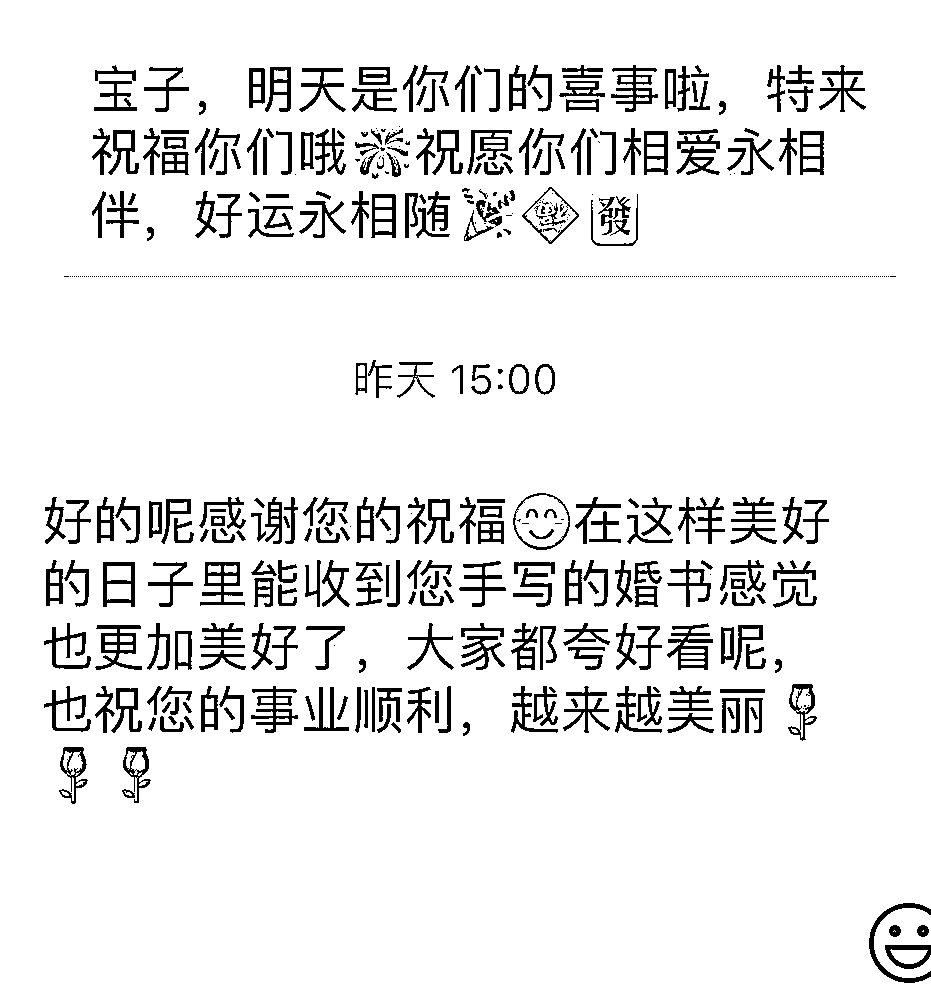 宝子，明天是你们的喜事啦，特来
祝福你们哦🎆祝愿你们相爱永相
伴，好运永相随🎉🧧🀅
昨天 15:00
好的呢感谢您的祝福😊在这样美好
的日子里能收到您手写的婚书感觉
也更加美好了，大家都夸好看呢，
也祝您的事业顺利，越来越美丽🌹
🌹🌹